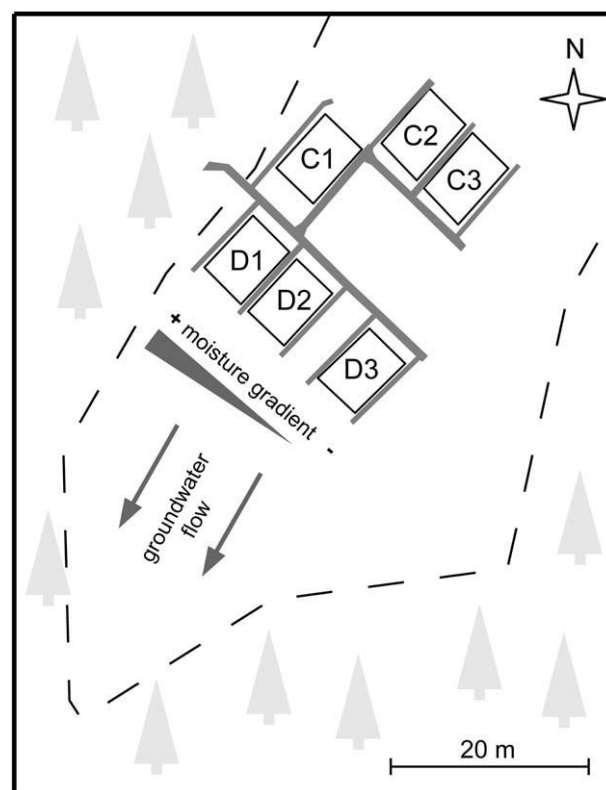 N
C1
C2
C3
D1
D2
D3
+ moisture gradient -
groundwater
flow
20 m